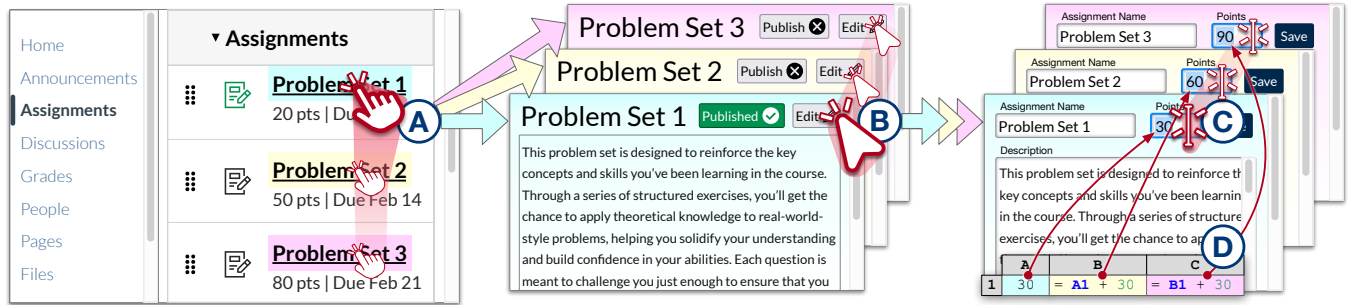 Home
Announcements
Assignments
Discussions
Grades
People
Pages
Files
Assignments
Problem Set 1
20 pts | Du
Problem Set 2
50 pts | Due Feb 14
Problem Set 3
80 pts | Due Feb 21
A
Problem Set 3 Publish Edit
Problem Set 2 Publish Edit
Problem Set 1 Published Edit
B
This problem set is designed to reinforce the key
concepts and skills you've been learning in the course.
Through a series of structured exercises, you'll get the
chance to apply theoretical knowledge to real-world-
style problems, helping you solidify your understanding
and build confidence in your abilities. Each question is
meant to challenge you just enough to ensure that you
Assignment Name Points
Problem Set 3 90 Save
Assignment Name Points
Problem Set 2 60 Save
Assignment Name Points
Problem Set 1 30
C
Description
This problem set is designed to reinforce th
key concepts and skills you've been learnin
in the course. Through a series of structure
exercises, you'll get the chance to ap
D
A B C
1 30 = A1 + 30 = B1 + 30